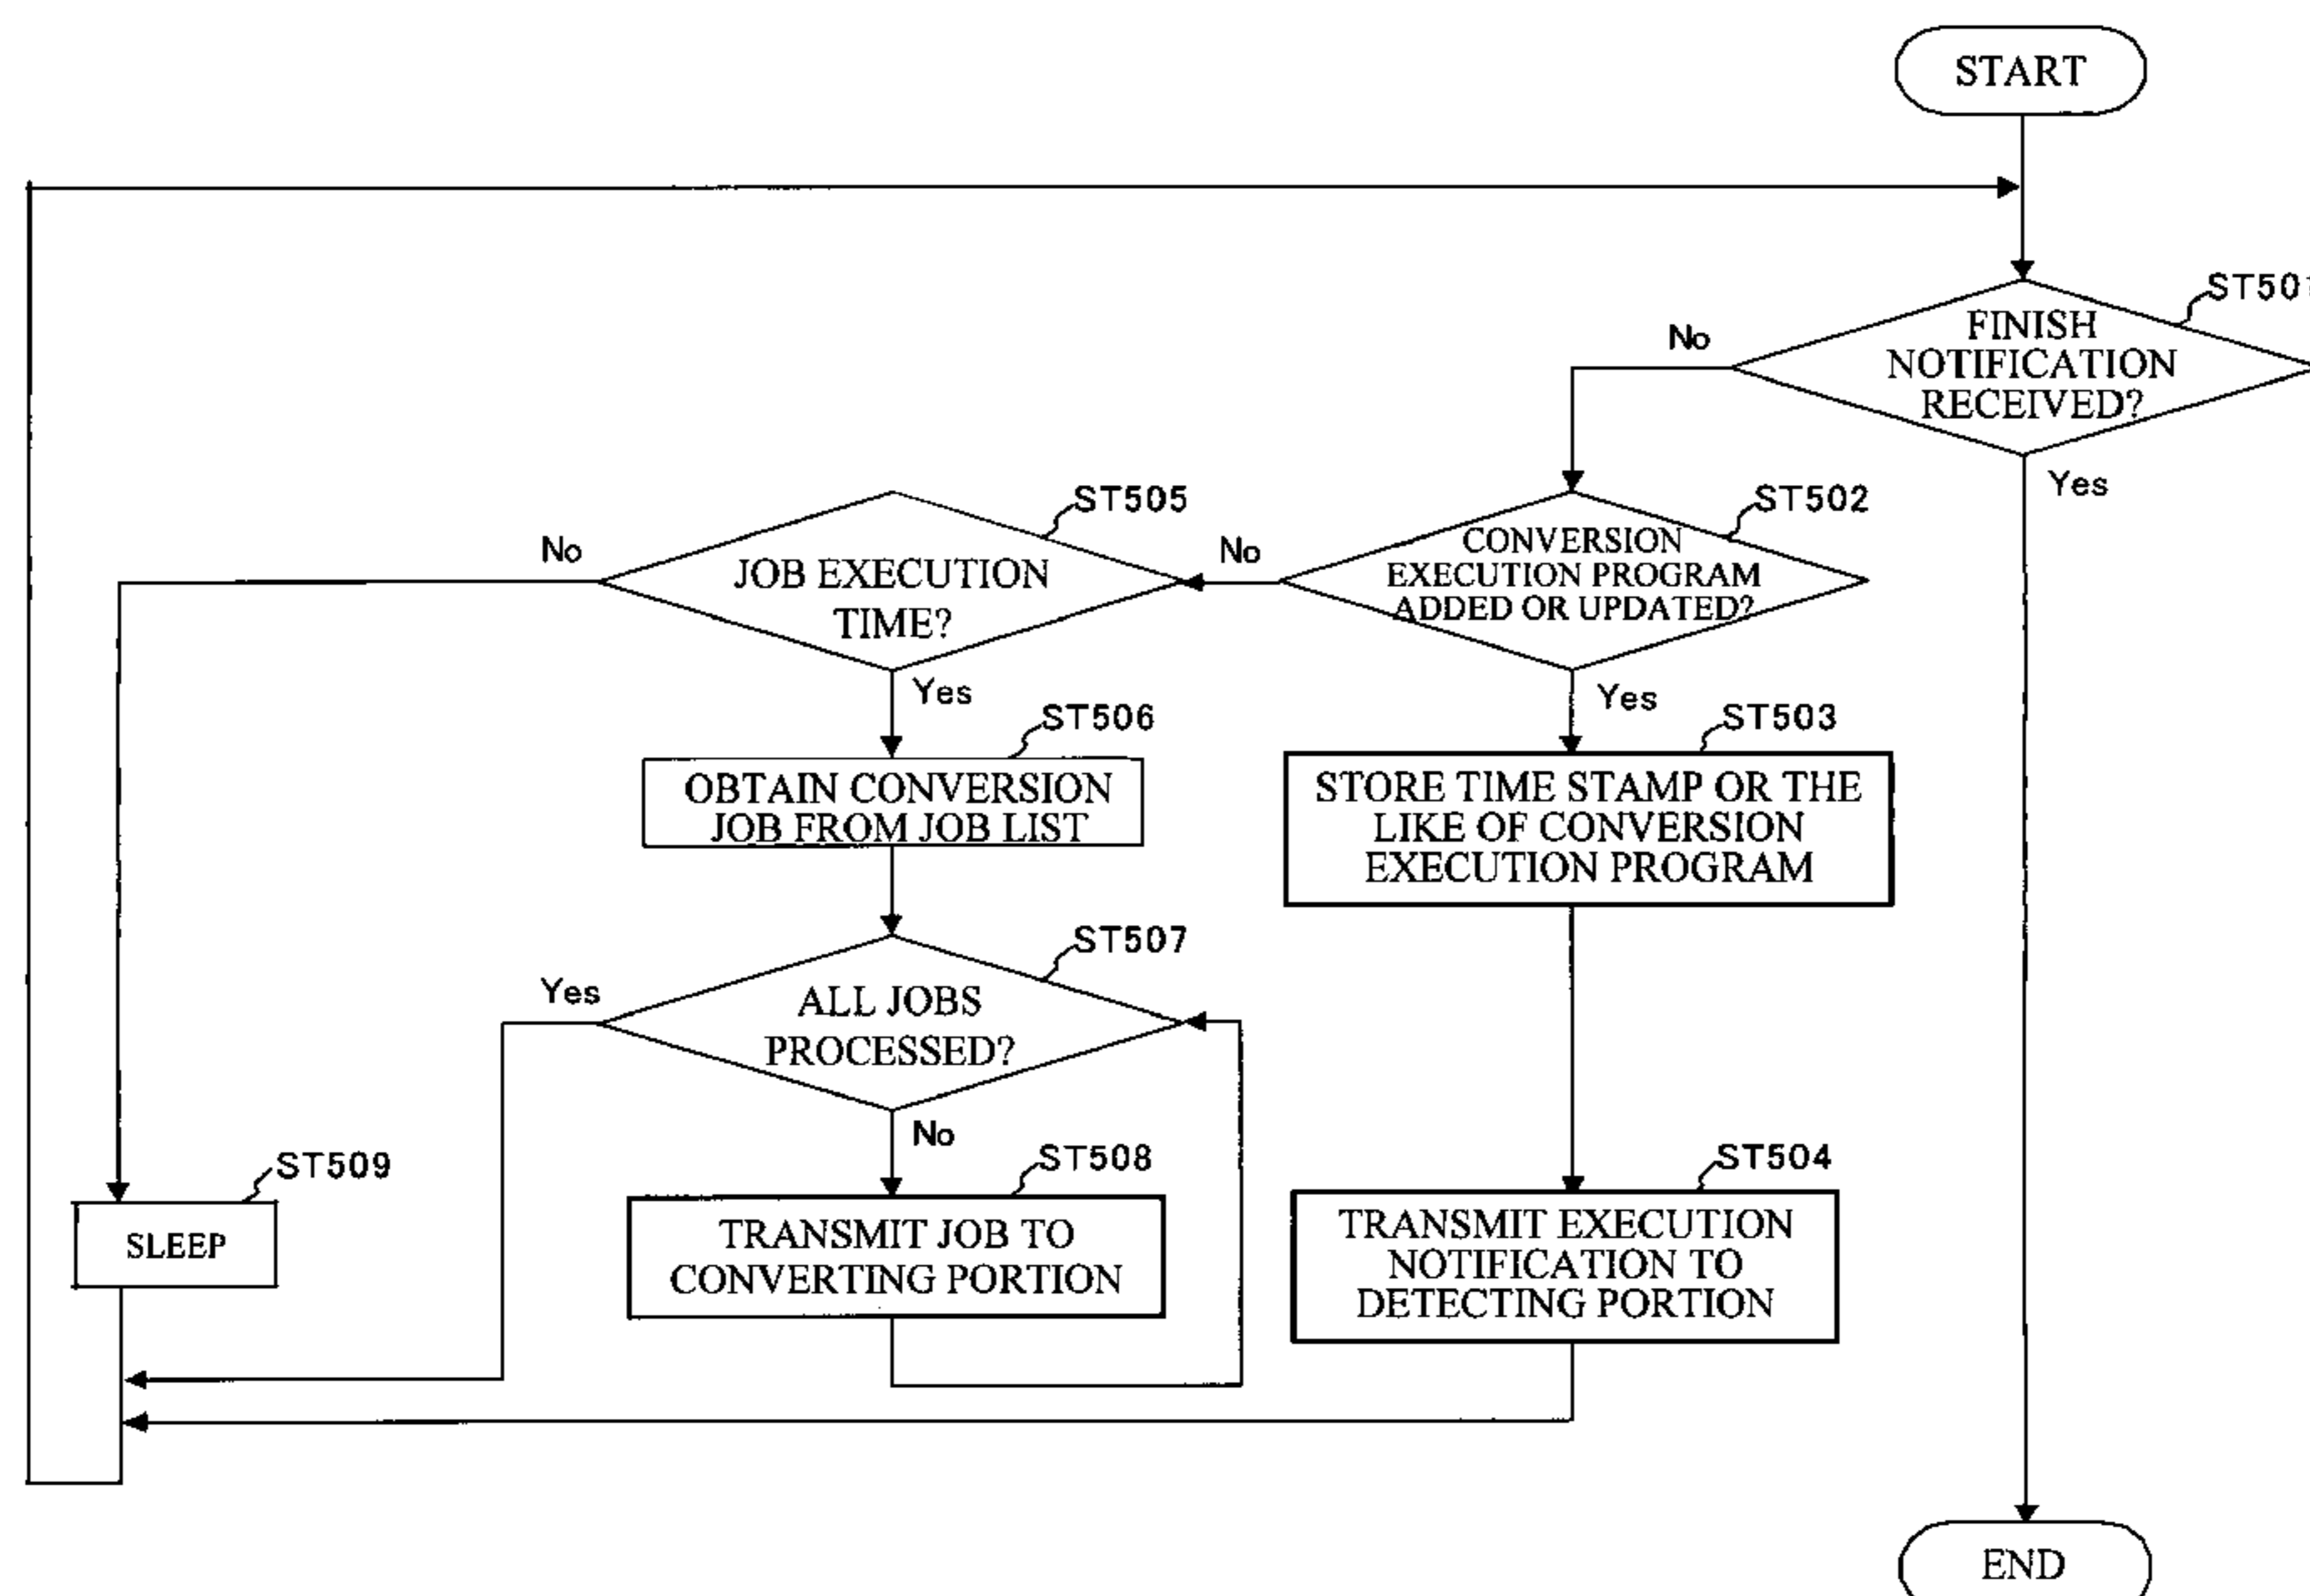 START
ST501
FINISH
NOTIFICATION
RECEIVED?
No
Yes
ST502
CONVERSION
EXECUTION PROGRAM
ADDED OR UPDATED?
No
Yes
ST505
JOB EXECUTION
TIME?
No
Yes
ST506
OBTAIN CONVERSION
JOB FROM JOB LIST
ST503
STORE TIME STAMP OR THE
LIKE OF CONVERSION
EXECUTION PROGRAM
ST507
ALL JOBS
PROCESSED?
Yes
No
ST509
SLEEP
ST508
TRANSMIT JOB TO
CONVERTING PORTION
ST504
TRANSMIT EXECUTION
NOTIFICATION TO
DETECTING PORTION
END